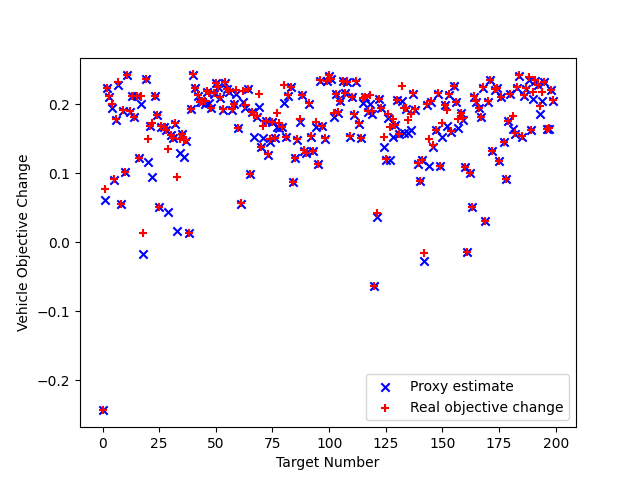 0.2
0.1
0.0
−0.1
−0.2
Vehicle Objective Change
Proxy estimate
Real objective change
0 25 50 75 100 125 150 175 200
Target Number